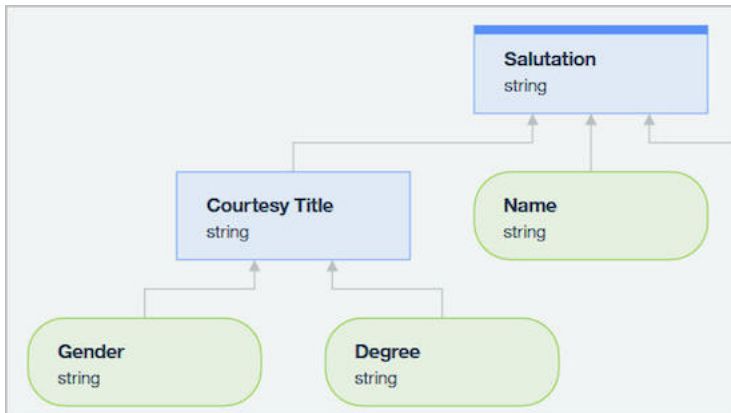 Salutation
string
Courtesy Title
string
Name
string
Gender
string
Degree
string